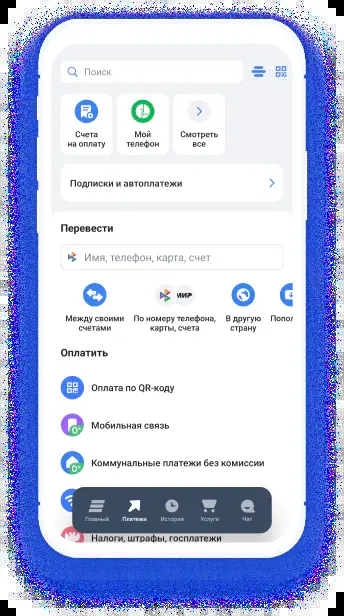 Поиск
Счета
на оплату
Мой
телефон
Смотреть
все
Подписки и автоплатежи
Перевести
Имя, телефон, карта, счет
МИР
Между своими
счетами
По номеру телефона,
карты, счета
В другую
страну
Попол
Оплатить
Оплата по QR-коду
Мобильная связь
0%
Коммунальные платежи без комиссии
0%
Главный
Платежи
История
Услуги
Чат
Налоги, штрафы, госплатежи